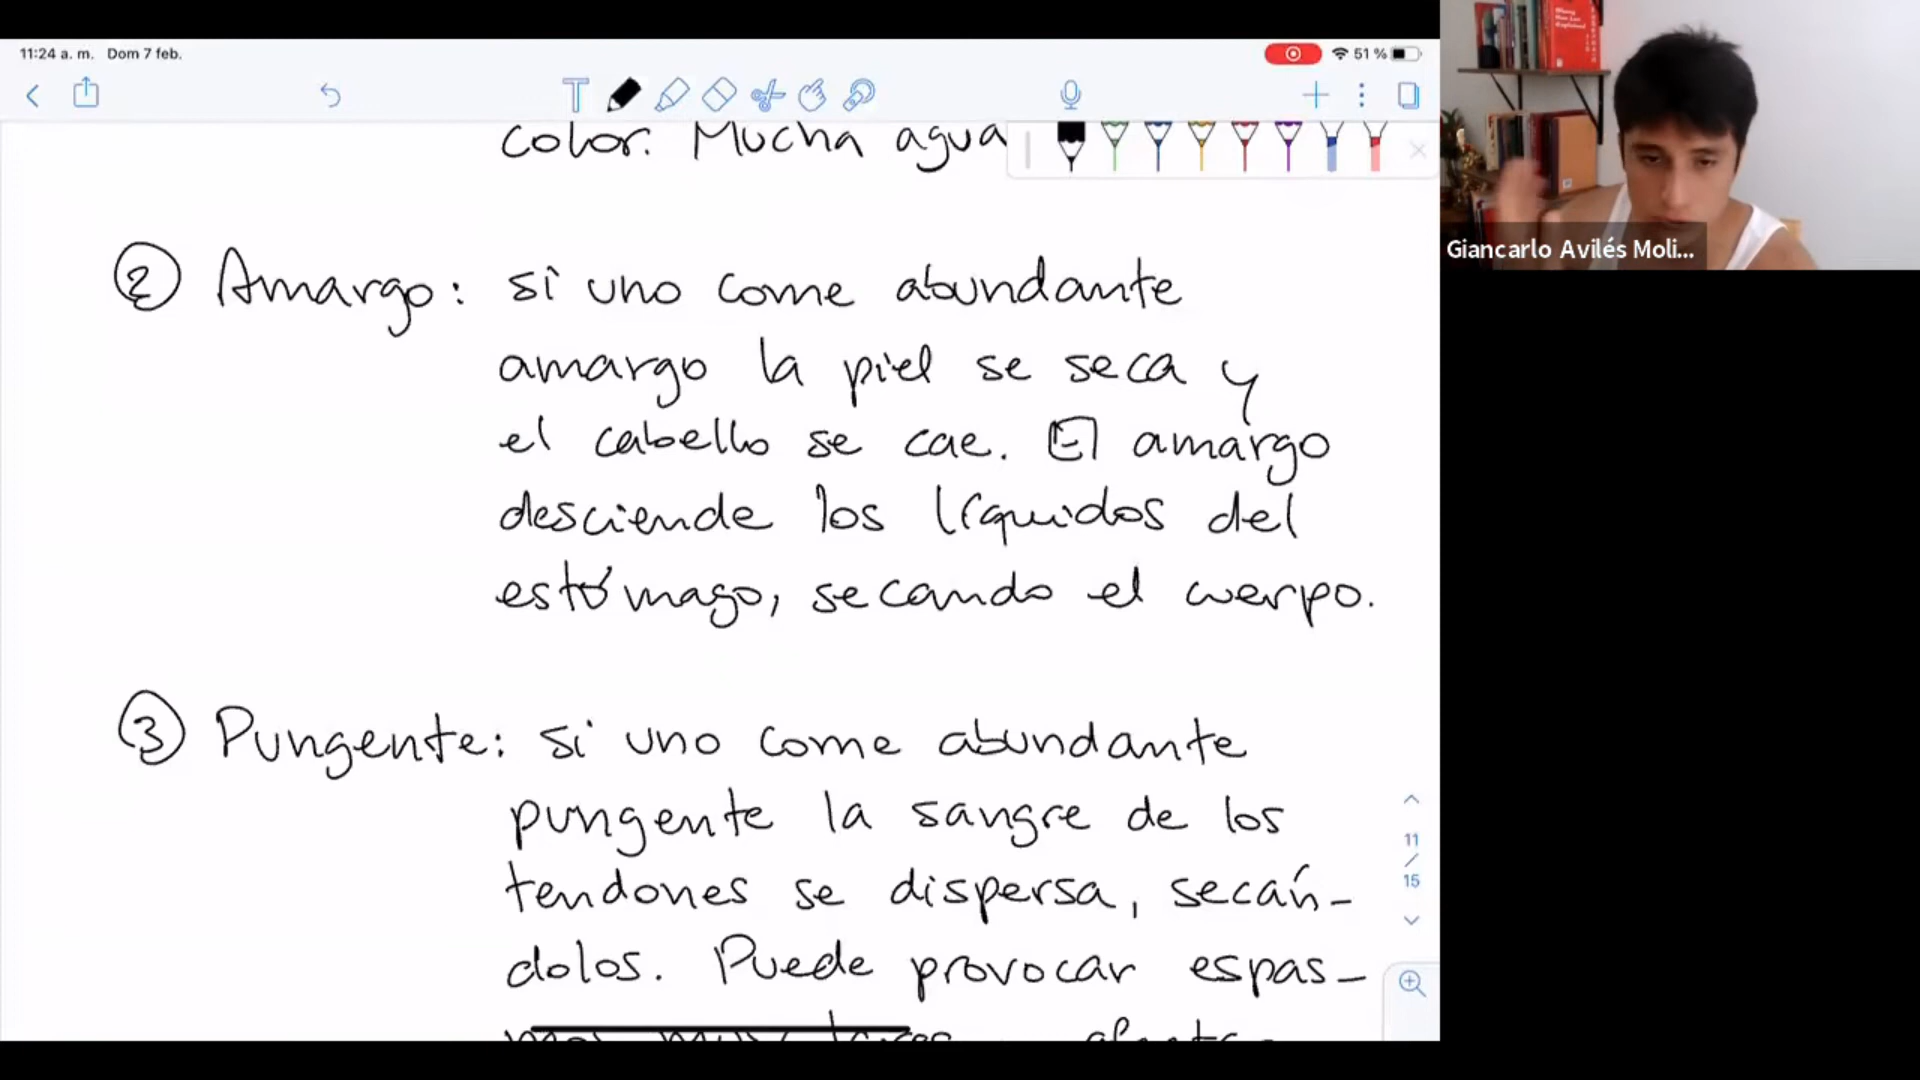 11:24 a. m. Dom 7 feb.
51 %
color. Mucha agua
Giancarlo Avilés Moli...
2 Amargo: si uno come abundante
amargo la piel se seca y
el cabello se cae. El amargo
desciende los líquidos del
estómago, secando el cuerpo.
3 Pungente: si uno come abundante
pungente la sangre de los
tendones se dispersa, secán-
dolos. Puede provocar espas-
11
/
15